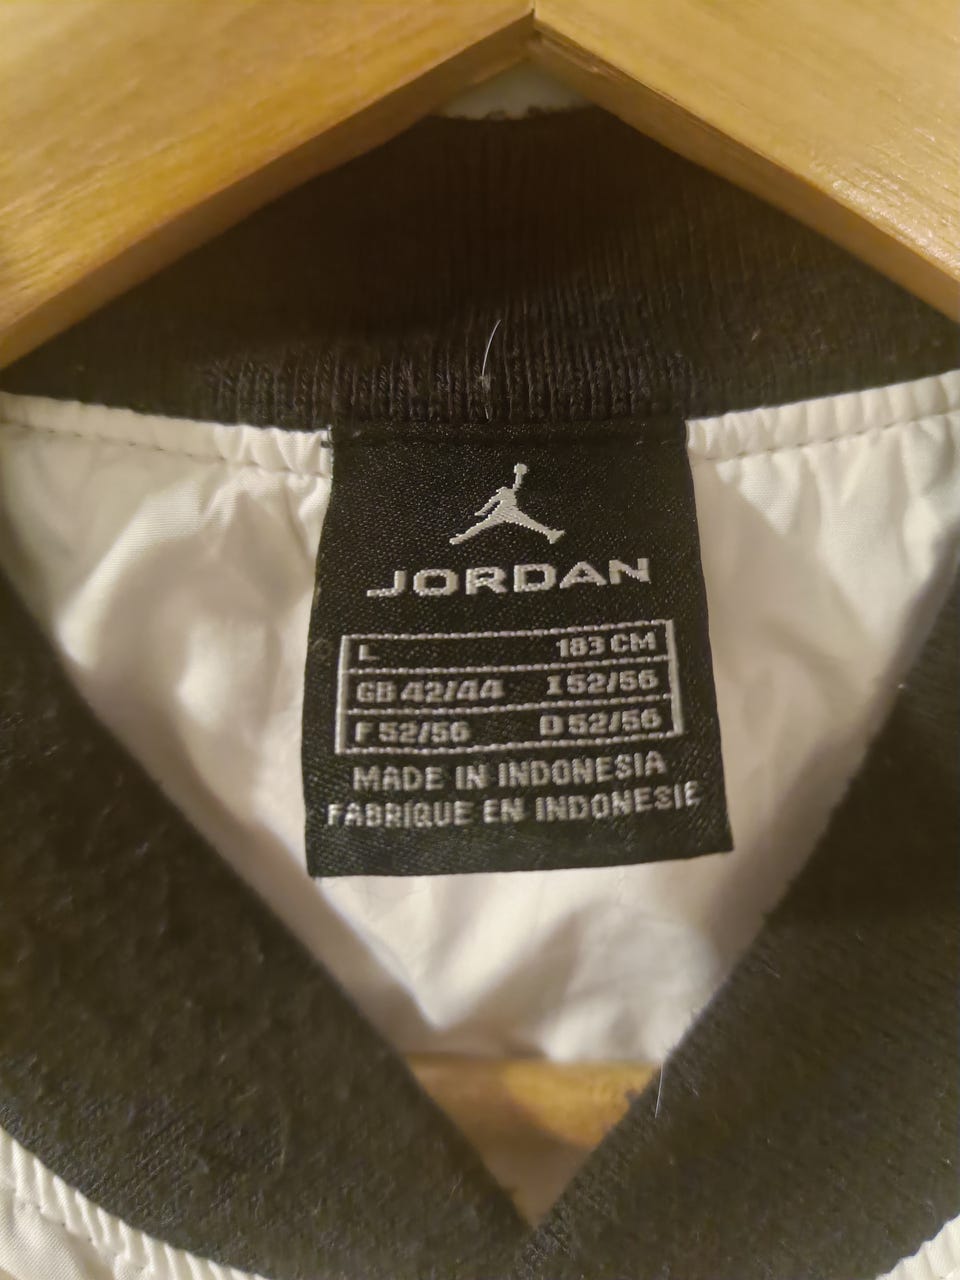 JORDAN
L 183 CM
GB 42/44 I 52/56
F 52/56 D 52/56
MADE IN INDONESIA
FABRIQUE EN INDONESIE